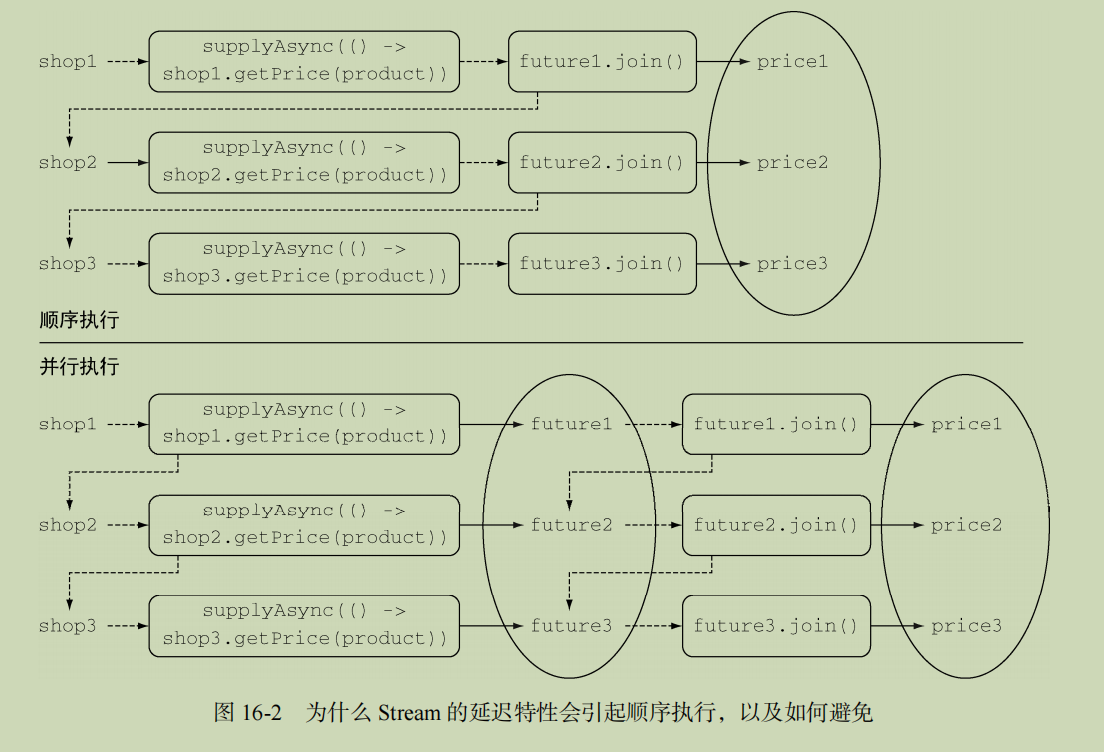 shop1 supplyAsync(() -> future1.join() price1
shop1.getPrice(product))
shop2 supplyAsync(() -> future2.join() price2
shop2.getPrice(product))
shop3 supplyAsync(() -> future3.join() price3
shop3.getPrice(product))
顺序执行
并行执行
shop1 supplyAsync(() -> future1 future1.join() price1
shop1.getPrice(product))
shop2 supplyAsync(() -> future2 future2.join() price2
shop2.getPrice(product))
shop3 supplyAsync(() -> future3 future3.join() price3
shop3.getPrice(product))
图 16-2 为什么 Stream 的延迟特性会引起顺序执行，以及如何避免